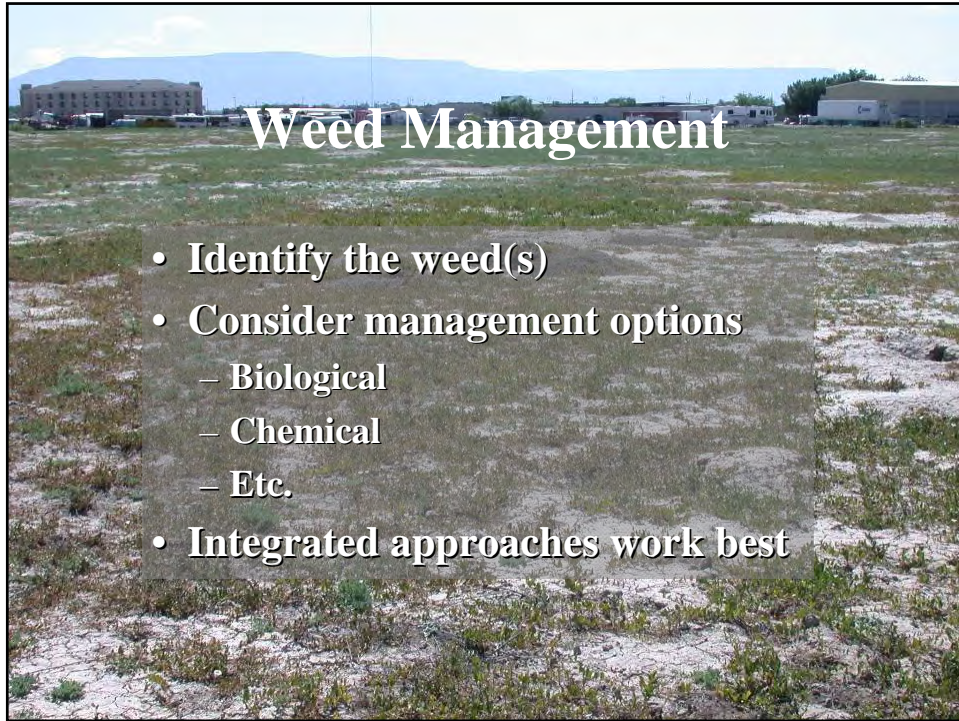 Weed Management
• Identify the weed(s)
• Consider management options
– Biological
– Chemical
– Etc.
• Integrated approaches work best